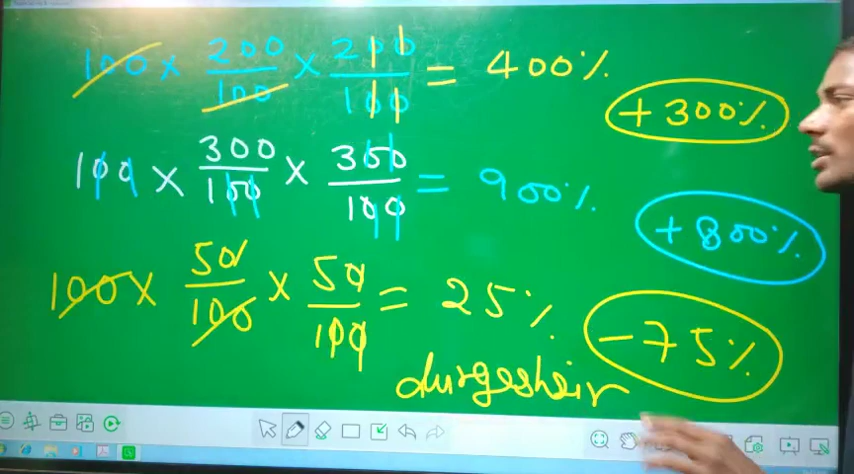 100 × 200/100 × 200/100 = 400%
+300%
100 × 300/100 × 300/100 = 900%
+800%
100 × 50/100 × 50/100 = 25%
-75%
durgeshsir